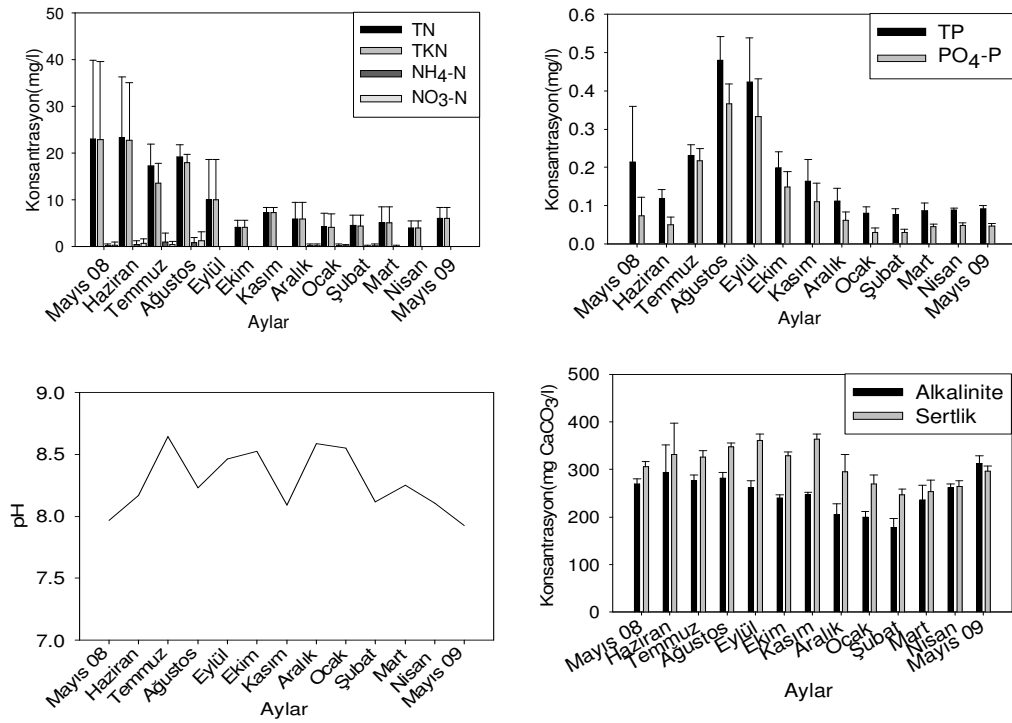 50
40
30
20
10
0
Konsantrasyon(mg/l)
TN
TKN
NH4-N
NO3-N
Mayıs 08
Haziran
Temmuz
Ağustos
Eylül
Ekim
Kasım
Aralık
Ocak
Şubat
Mart
Nisan
Mayıs 09
Aylar
0.6
0.5
0.4
0.3
0.2
0.1
0.0
Konsantrasyon(mg/l)
TP
PO4-P
Mayıs 08
Haziran
Temmuz
Ağustos
Eylül
Ekim
Kasım
Aralık
Ocak
Şubat
Mart
Nisan
Mayıs 09
Aylar
9.0
8.5
8.0
7.0
pH
Mayıs 08
Haziran
Temmuz
Ağustos
Eylül
Ekim
Kasım
Aralık
Ocak
Şubat
Mart
Nisan
Mayıs 09
Aylar
500
400
300
200
100
0
Konsantrasyon(mg CaCO3/l)
Alkalinite
Sertlik
Mayıs 08
Haziran
Temmuz
Ağustos
Eylül
Ekim
Kasım
Aralık
Ocak
Şubat
Mart
Nisan
Mayıs 09
Aylar